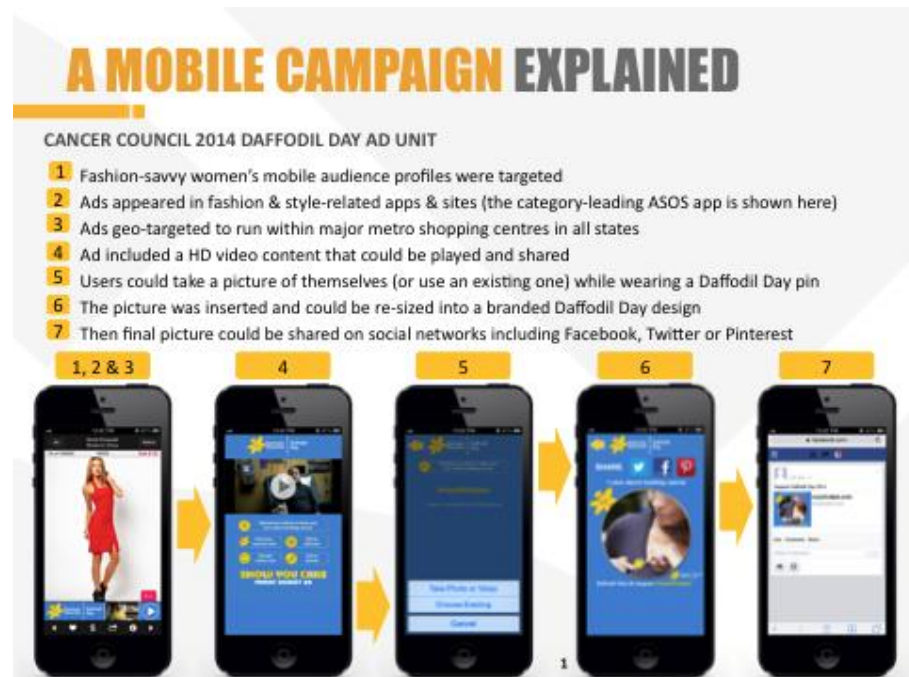 A MOBILE CAMPAIGN EXPLAINED
CANCER COUNCIL 2014 DAFFODIL DAY AD UNIT
1 Fashion-savvy women's mobile audience profiles were targeted
2 Ads appeared in fashion & style-related apps & sites (the category-leading ASOS app is shown here)
3 Ads geo-targeted to run within major metro shopping centres in all states
4 Ad included a HD video content that could be played and shared
5 Users could take a picture of themselves (or use an existing one) while wearing a Daffodil Day pin
6 The picture was inserted and could be re-sized into a branded Daffodil Day design
7 Then final picture could be shared on social networks including Facebook, Twitter or Pinterest
1, 2 & 3
4
5
6
7
SHOW YOU CARE
Take Photo or Video
Choose Existing
Cancel
SHARE
facebook.com
1